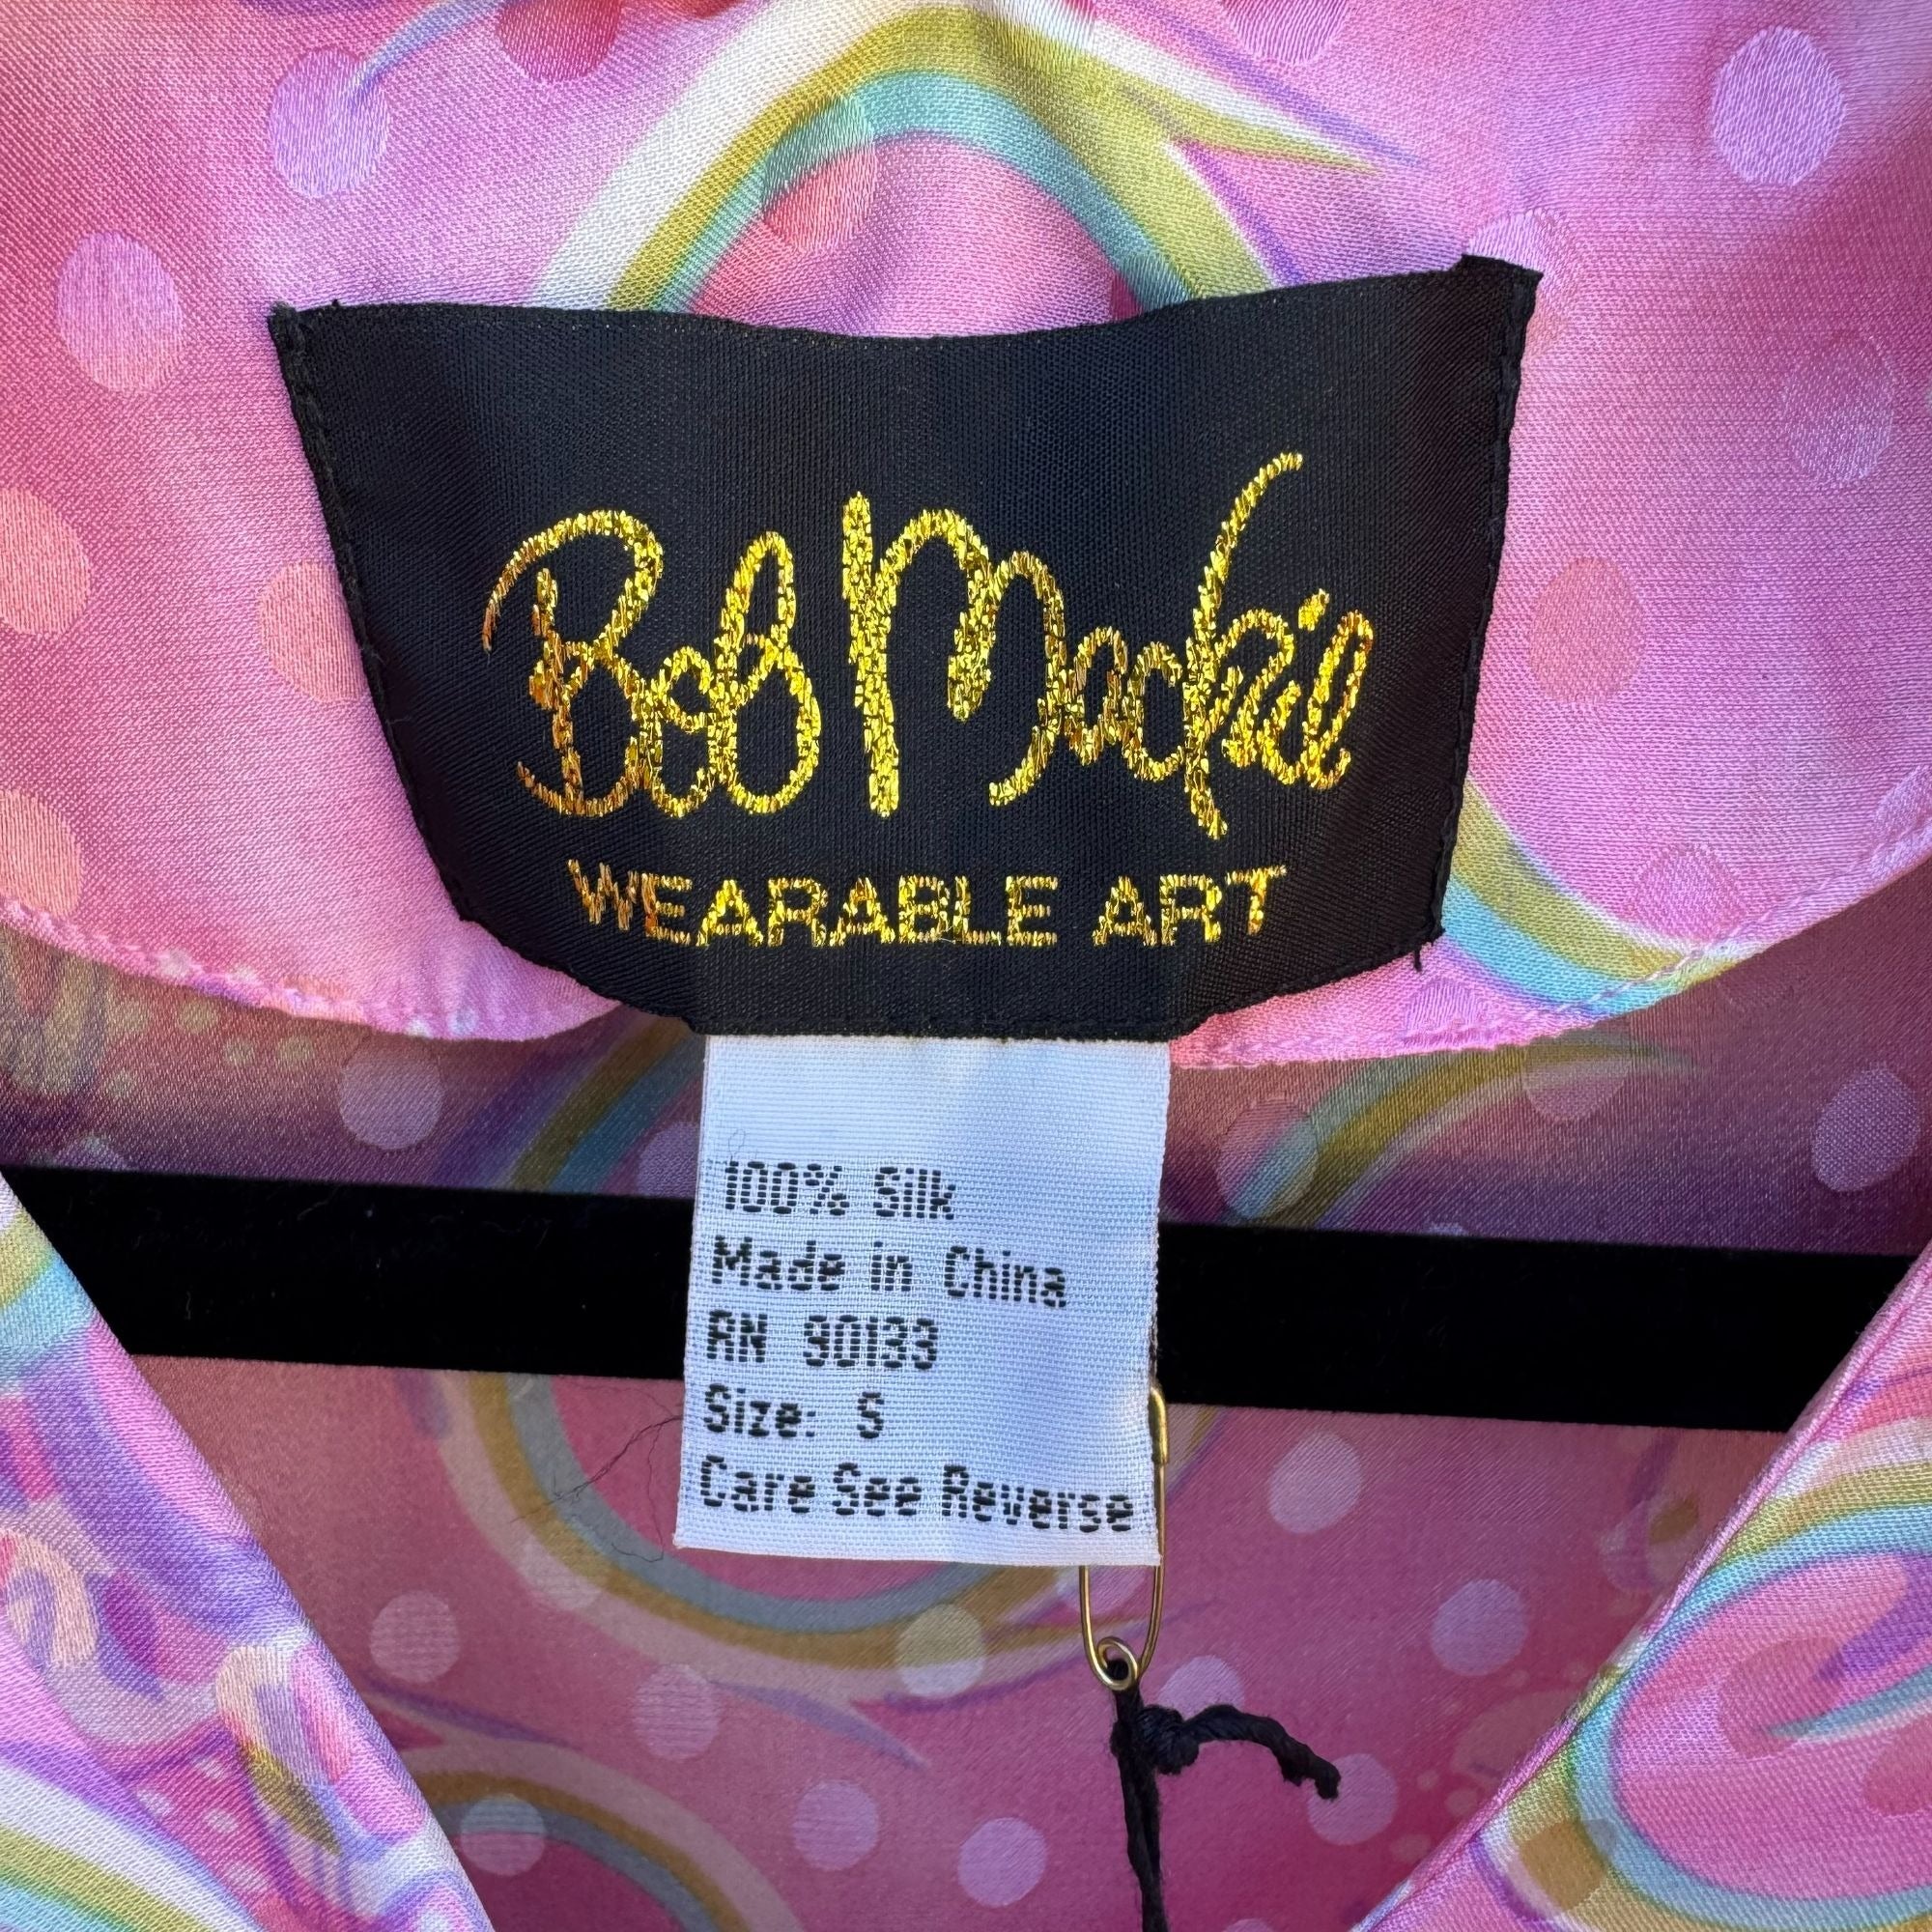 Bob Mackie
WEARABLE ART
100% Silk
Made in China
RN 90133
Size: S
Care See Reverse